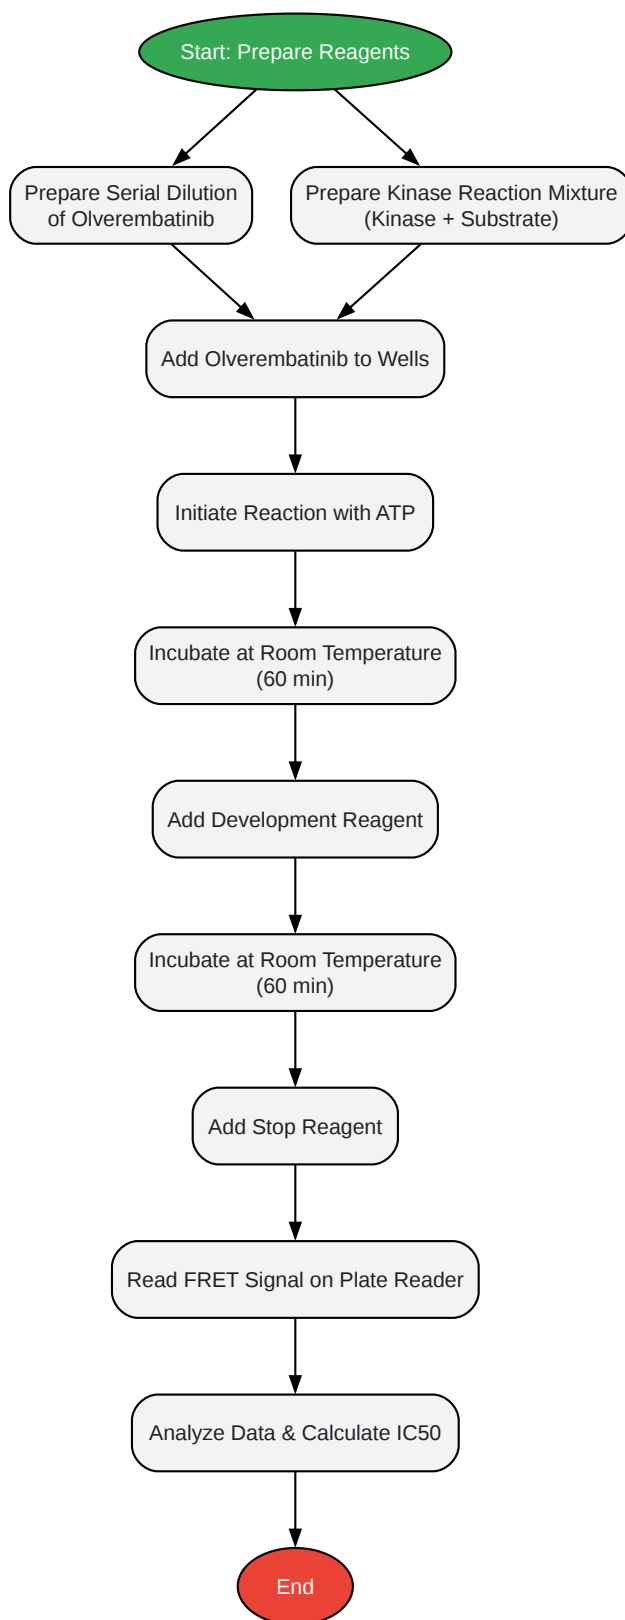 Start: Prepare Reagents
Prepare Serial Dilution
of Olverembatinib
Prepare Kinase Reaction Mixture
(Kinase + Substrate)
Add Olverembatinib to Wells
Initiate Reaction with ATP
Incubate at Room Temperature
(60 min)
Add Development Reagent
Incubate at Room Temperature
(60 min)
Add Stop Reagent
Read FRET Signal on Plate Reader
Analyze Data & Calculate IC50
End